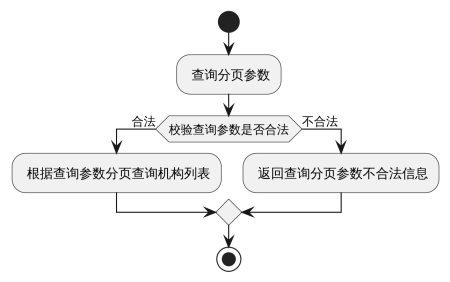 查询分页参数
合法
校验查询参数是否合法
不合法
根据查询参数分页查询机构列表
返回查询分页参数不合法信息